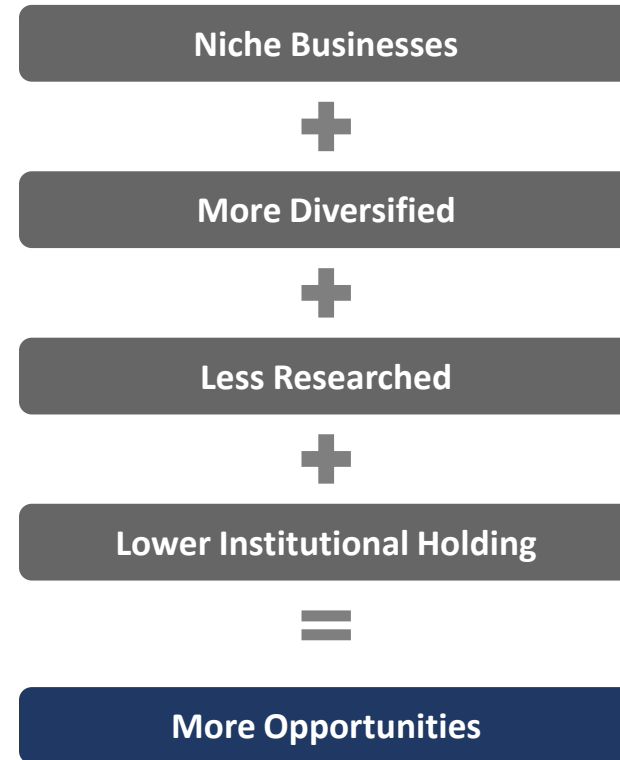 Niche Businesses
+
More Diversified
+
Less Researched
+
Lower Institutional Holding
=
More Opportunities